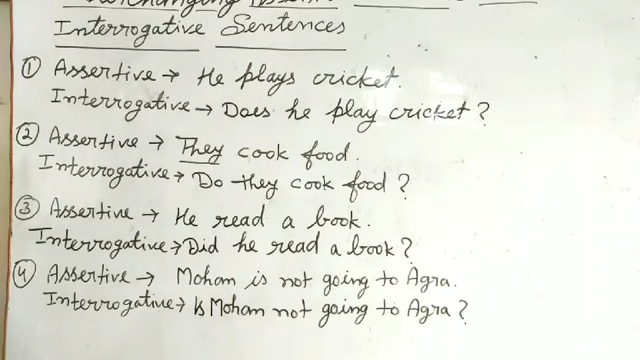 Interrogative Sentences
① Assertive → He plays cricket.
Interrogative → Does he play cricket?
② Assertive → They cook food.
Interrogative → Do they cook food?
③ Assertive → He read a book.
Interrogative → Did he read a book?
④ Assertive → Mohan is not going to Agra.
Interrogative → Is Mohan not going to Agra?